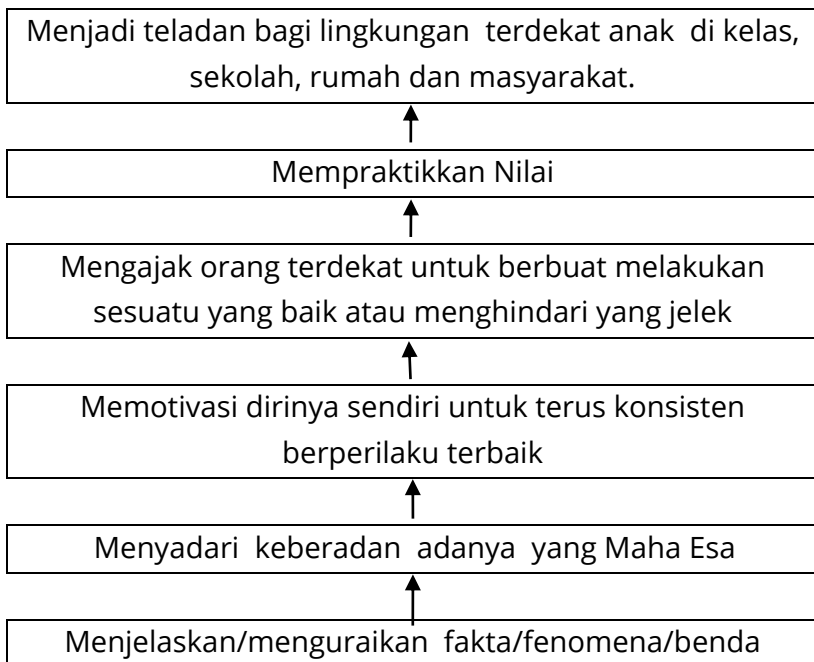 Menjadi teladan bagi lingkungan terdekat anak di kelas,
sekolah, rumah dan masyarakat.
Mempraktikkan Nilai
Mengajak orang terdekat untuk berbuat melakukan
sesuatu yang baik atau menghindari yang jelek
Memotivasi dirinya sendiri untuk terus konsisten
berperilaku terbaik
Menyadari keberadan adanya yang Maha Esa
Menjelaskan/menguraikan fakta/fenomena/benda